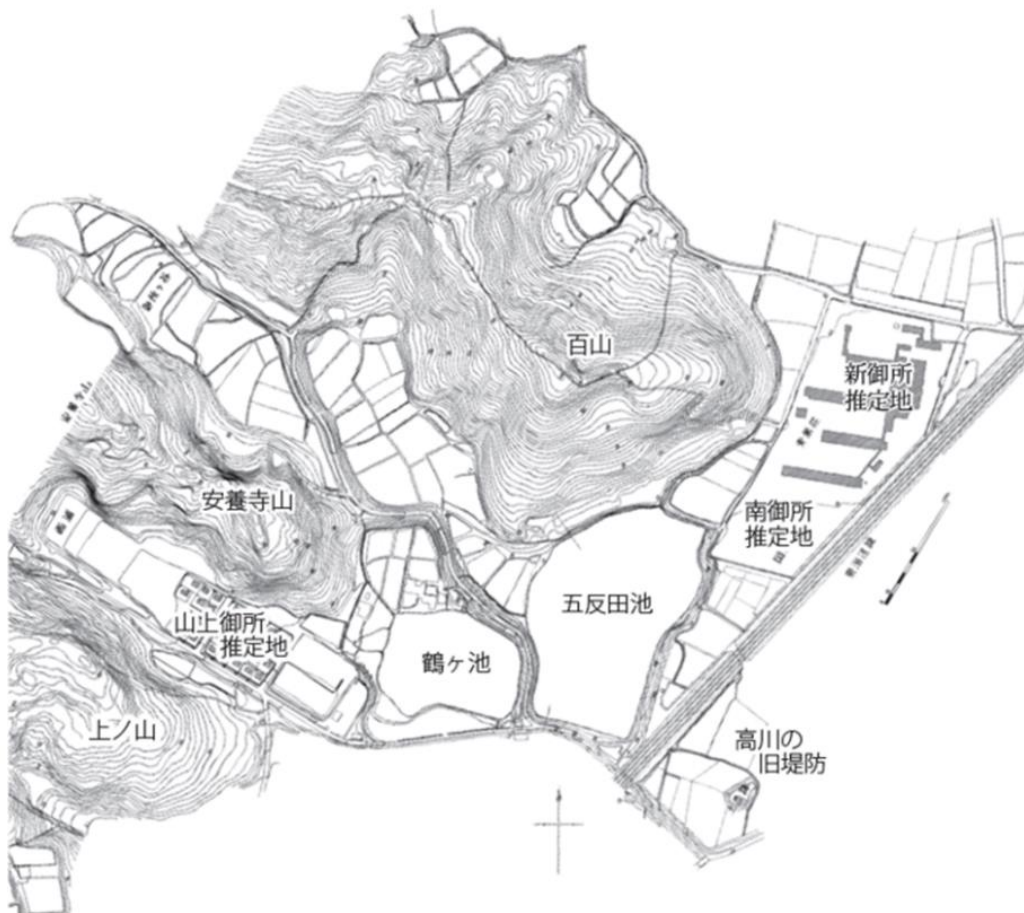 百山
新御所
推定地
安養寺山
南御所
推定地
五反田池
山上御所
推定地
鶴ヶ池
上ノ山
高川の
旧堤防